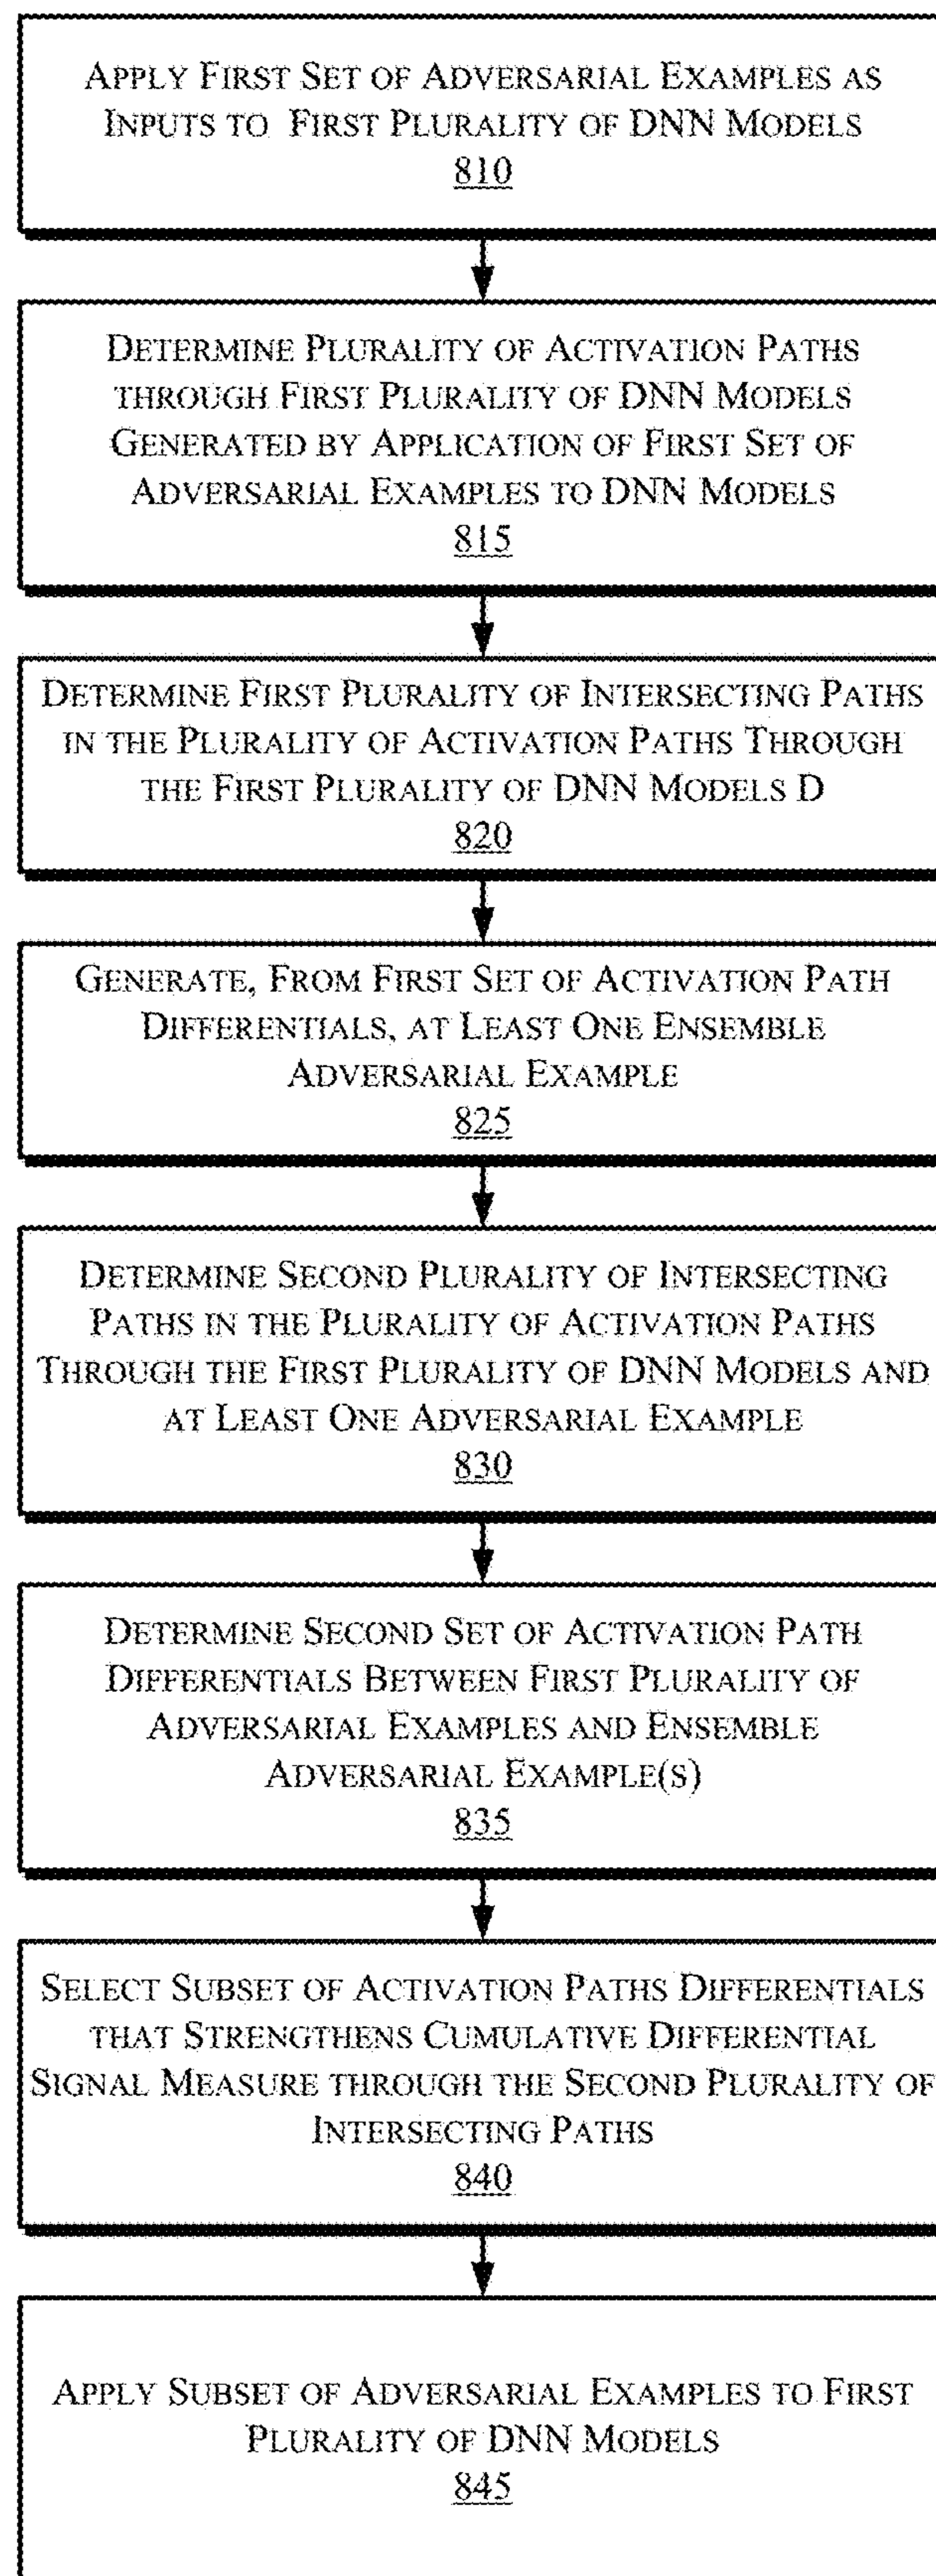 APPLY FIRST SET OF ADVERSARIAL EXAMPLES AS
INPUTS TO FIRST PLURALITY OF DNN MODELS
810
DETERMINE PLURALITY OF ACTIVATION PATHS
THROUGH FIRST PLURALITY OF DNN MODELS
GENERATED BY APPLICATION OF FIRST SET OF
ADVERSARIAL EXAMPLES TO DNN MODELS
815
DETERMINE FIRST PLURALITY OF INTERSECTING PATHS
IN THE PLURALITY OF ACTIVATION PATHS THROUGH
THE FIRST PLURALITY OF DNN MODELS D
820
GENERATE, FROM FIRST SET OF ACTIVATION PATH
DIFFERENTIALS, AT LEAST ONE ENSEMBLE
ADVERSARIAL EXAMPLE
825
DETERMINE SECOND PLURALITY OF INTERSECTING
PATHS IN THE PLURALITY OF ACTIVATION PATHS
THROUGH THE FIRST PLURALITY OF DNN MODELS AND
AT LEAST ONE ADVERSARIAL EXAMPLE
830
DETERMINE SECOND SET OF ACTIVATION PATH
DIFFERENTIALS BETWEEN FIRST PLURALITY OF
ADVERSARIAL EXAMPLES AND ENSEMBLE
ADVERSARIAL EXAMPLE(S)
835
SELECT SUBSET OF ACTIVATION PATHS DIFFERENTIALS
THAT STRENGTHENS CUMULATIVE DIFFERENTIAL
SIGNAL MEASURE THROUGH THE SECOND PLURALITY OF
INTERSECTING PATHS
840
APPLY SUBSET OF ADVERSARIAL EXAMPLES TO FIRST
PLURALITY OF DNN MODELS
845